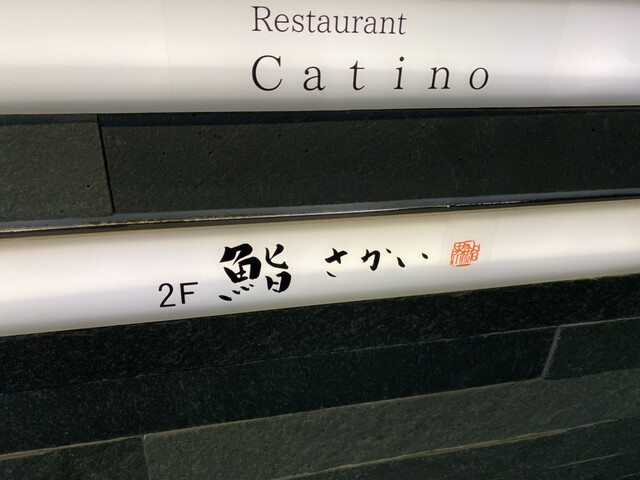 Restaurant
Catino
2F 鮨 さかい